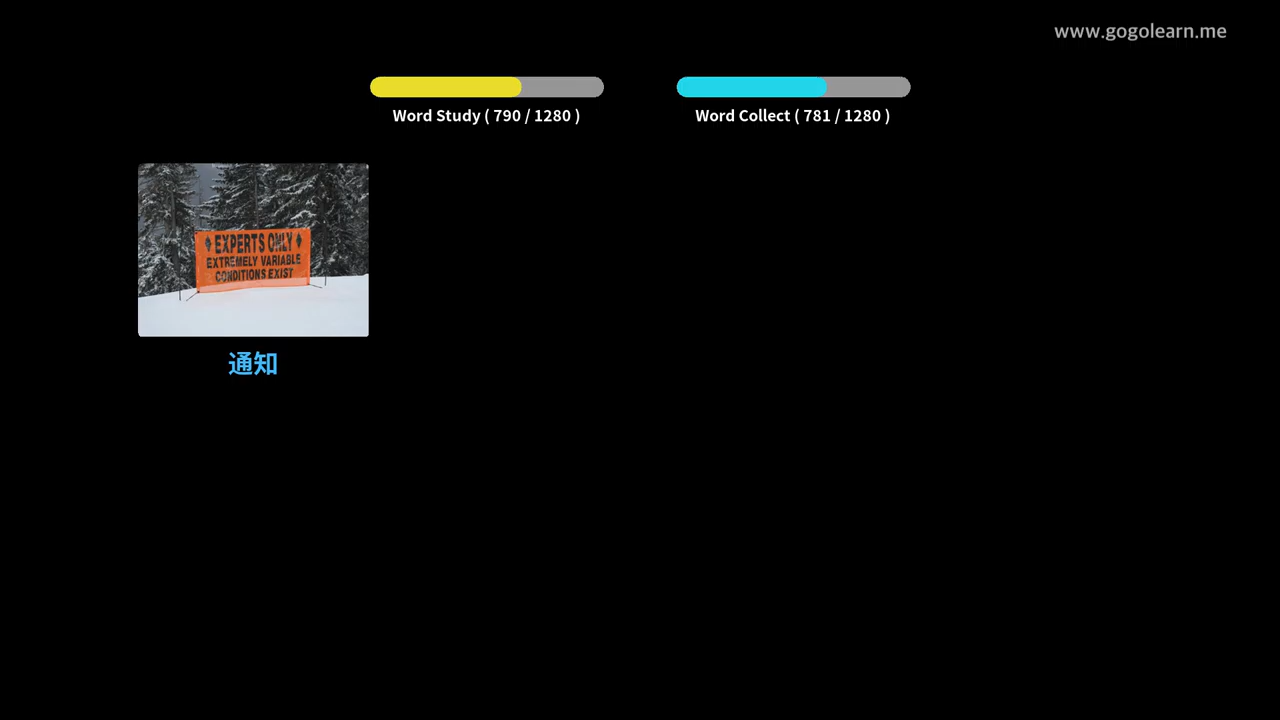 www.gogolearn.me
Word Study ( 790 / 1280 )
Word Collect ( 781 / 1280 )
EXPERTS ONLY
EXTREMELY VARIABLE
CONDITIONS EXIST
通知